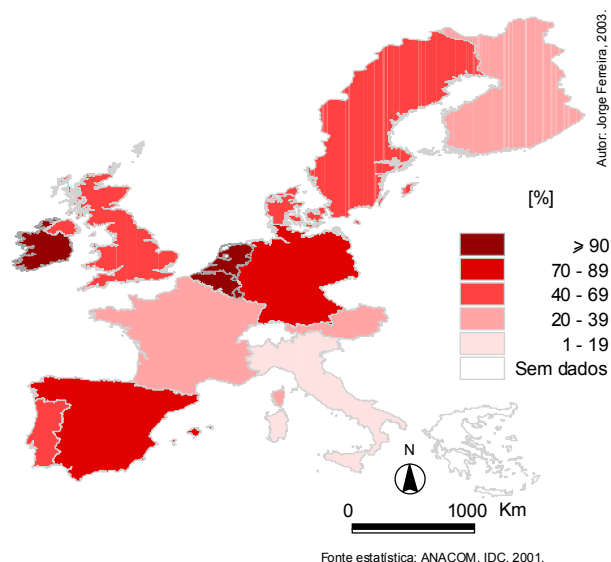 Autor: Jorge Ferreira, 2003.
[%]
⩾ 90
70 - 89
40 - 69
20 - 39
1 - 19
Sem dados
N
0 1000 Km
Fonte estatística: ANACOM, IDC, 2001.